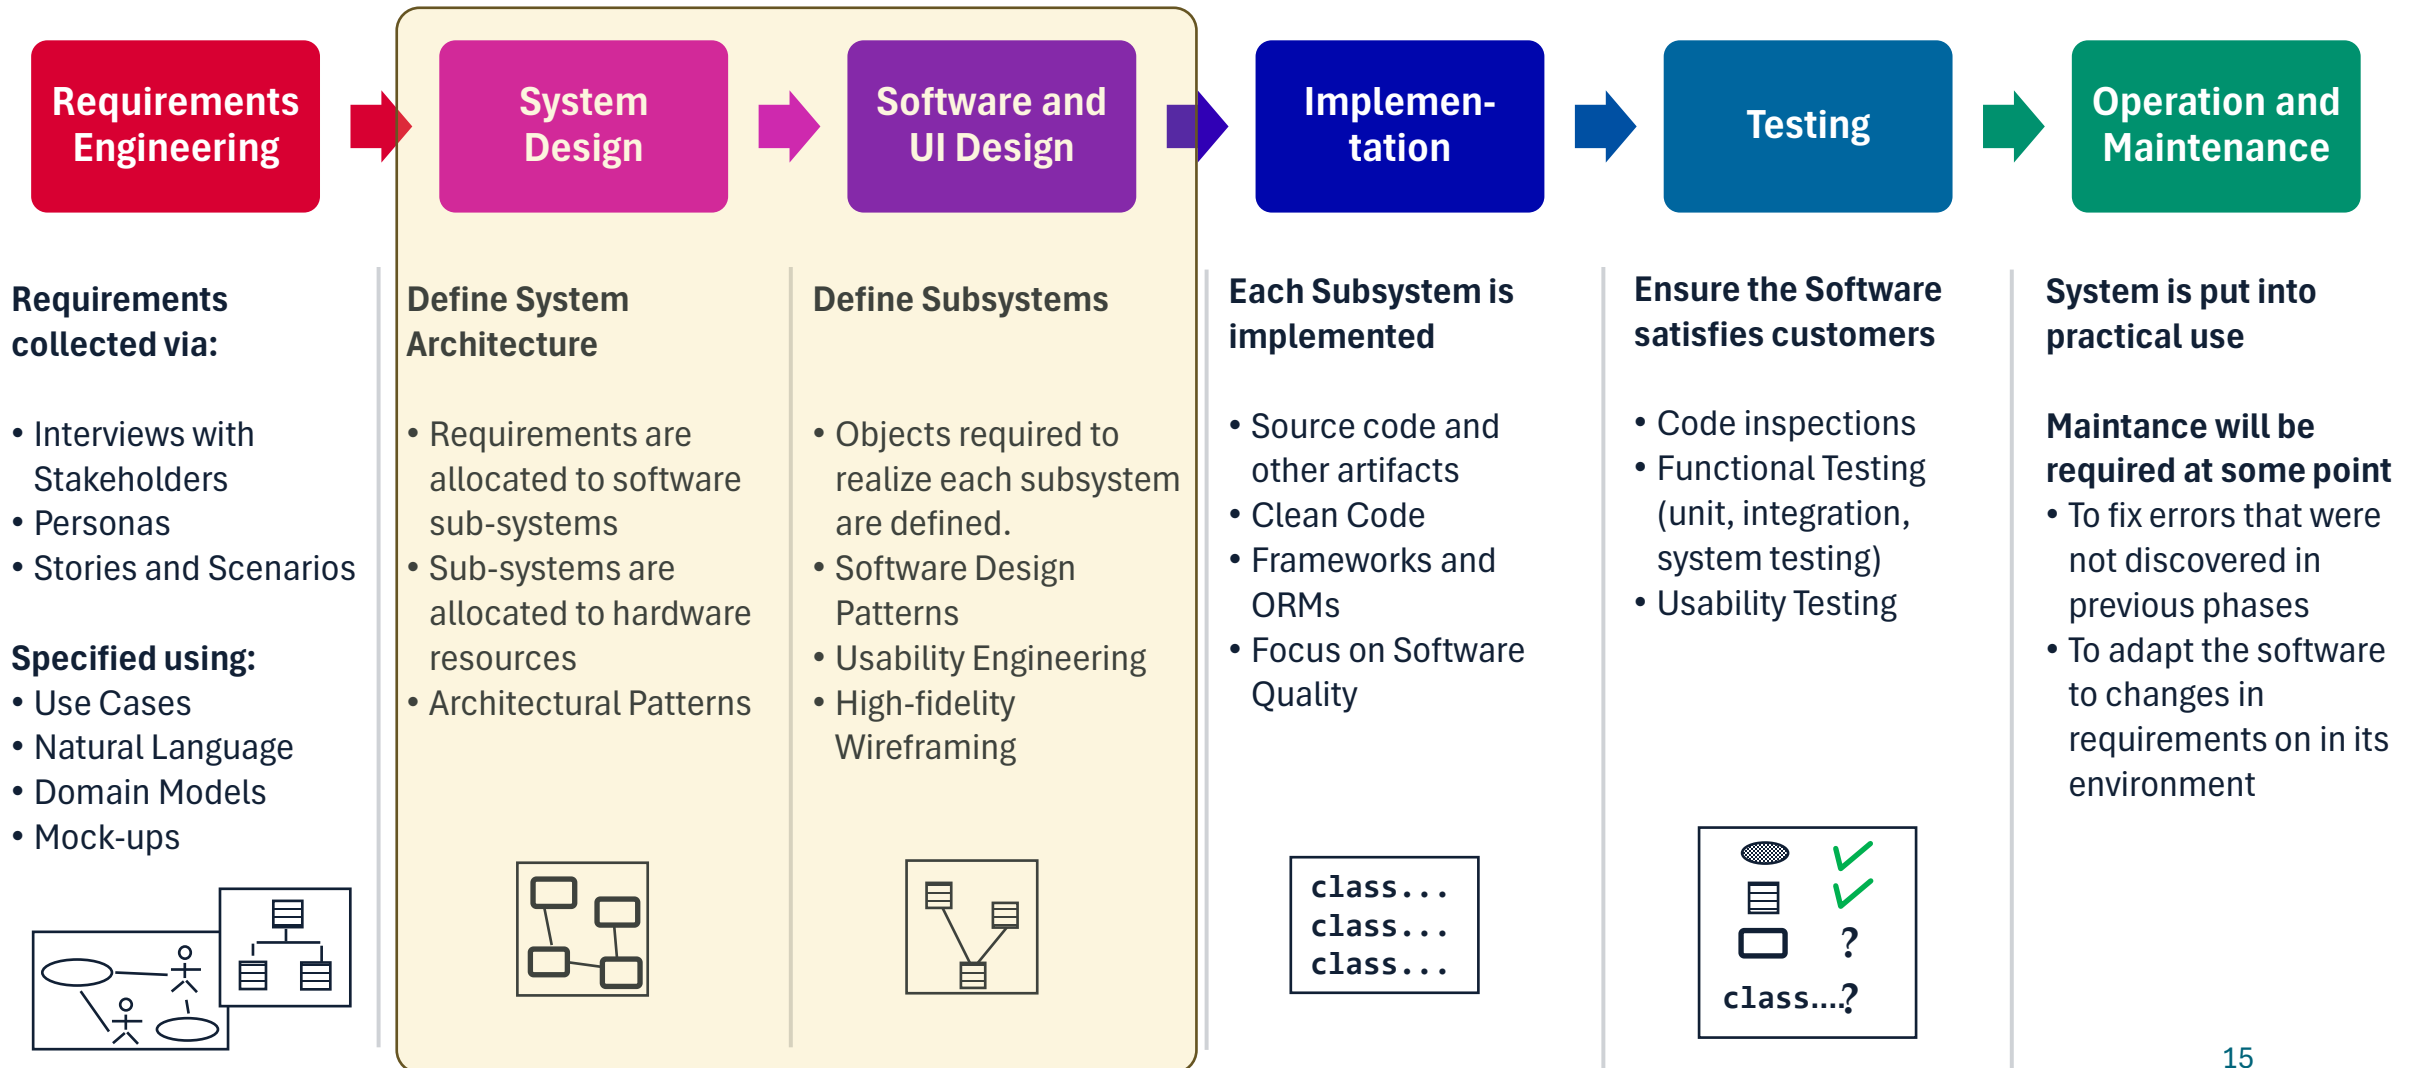 Requirements
Engineering
System
Design
Software and
UI Design
Implemen-
tation
Testing
Operation and
Maintenance
Requirements
collected via:
• Interviews with
Stakeholders
• Personas
• Stories and Scenarios
Specified using:
• Use Cases
• Natural Language
• Domain Models
• Mock-ups
Define System
Architecture
• Requirements are
allocated to software
sub-systems
• Sub-systems are
allocated to hardware
resources
• Architectural Patterns
Define Subsystems
• Objects required to
realize each subsystem
are defined.
• Software Design
Patterns
• Usability Engineering
• High-fidelity
Wireframing
Each Subsystem is
implemented
• Source code and
other artifacts
• Clean Code
• Frameworks and
ORMs
• Focus on Software
Quality
class...
class...
class...
Ensure the Software
satisfies customers
• Code inspections
• Functional Testing
(unit, integration,
system testing)
• Usability Testing
?
class....?
System is put into
practical use
Maintance will be
required at some point
• To fix errors that were
not discovered in
previous phases
• To adapt the software
to changes in
requirements on in its
environment
15